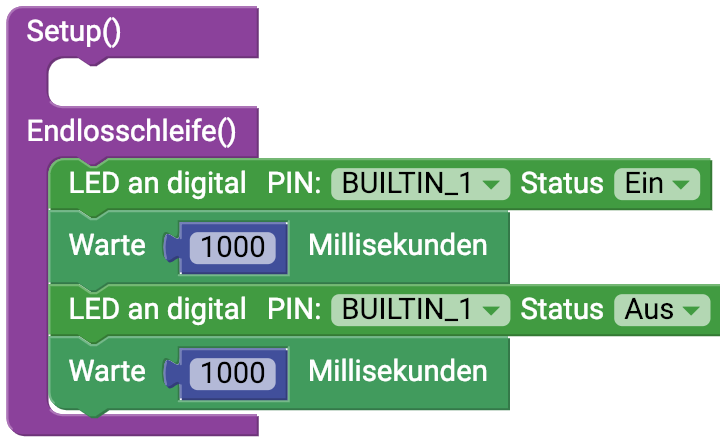 Setup()
Endlosschleife()
LED an digital PIN: BUILTIN_1 Status Ein
Warte 1000 Millisekunden
LED an digital PIN: BUILTIN_1 Status Aus
Warte 1000 Millisekunden